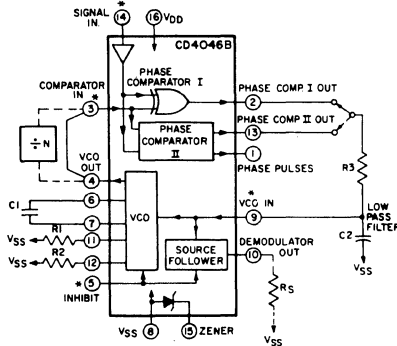 *
SIGNAL IN.
14
16 VDD
CD4046B
COMPARATOR IN
*
3
PHASE COMPARATOR I
PHASE COMP. I OUT
2
PHASE COMPARATOR II
PHASE COMP. II OUT
13
1
PHASE PULSES
÷ N
VCO OUT
4
R3
6
C1
7
VCO
*
VCO IN
9
LOW PASS FILTER
C2
VSS
R1
VSS
11
R2
VSS
12
SOURCE FOLLOWER
DEMODULATOR OUT
10
RS
VSS
* 5
INHIBIT
VSS
8
15 ZENER